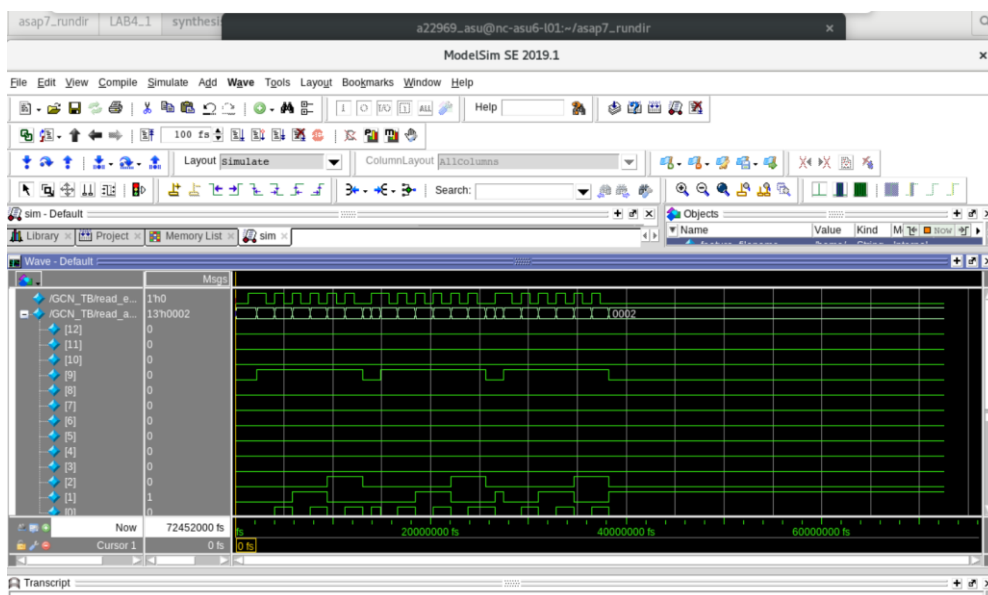 asap7_rundir LAB4_1 synthesi a22969_asu@nc-asu6-l01:~/asap7_rundir ×
ModelSim SE 2019.1 ×
File Edit View Compile Simulate Add Wave Tools Layout Bookmarks Window Help
Help
100 fs
Layout Simulate ColumnLayout AllColumns
Search:
sim - Default Objects
Library × Project × Memory List × sim × Name Value Kind M Now
Wave - Default
Msgs
/GCN_TB/read_e... 1'h0
/GCN_TB/read_a... 13'h0002 0002
[12] 0
[11] 0
[10] 0
[9] 0
[8] 0
[7] 0
[6] 0
[5] 0
[4] 0
[3] 0
[2] 0
[1] 1
[0] 0
Now 72452000 fs fs 20000000 fs 40000000 fs 60000000 fs
Cursor 1 0 fs 0 fs
Transcript